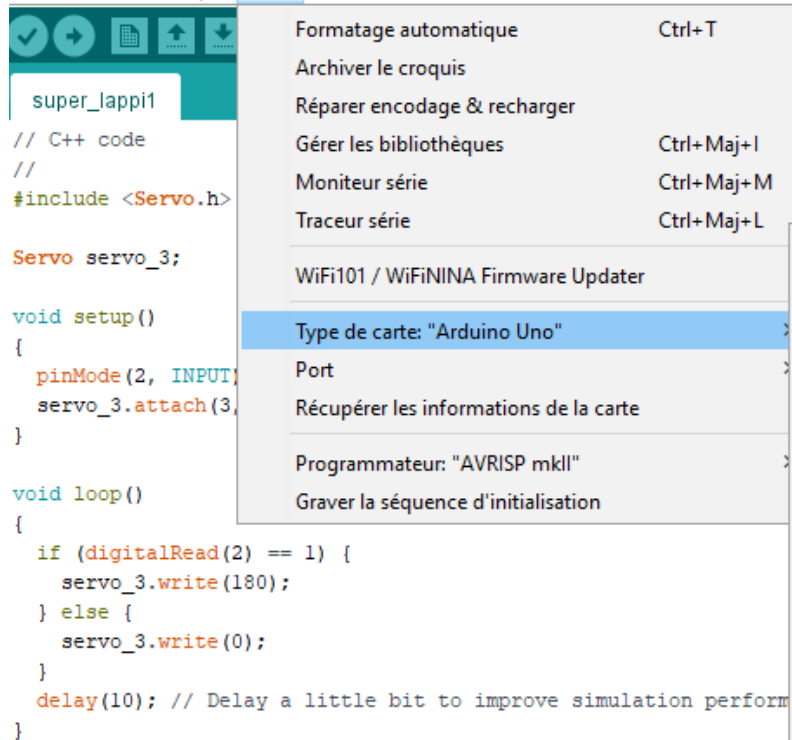 Formatage automatique Ctrl+T
Archiver le croquis
Réparer encodage & recharger
Gérer les bibliothèques Ctrl+Maj+I
Moniteur série Ctrl+Maj+M
Traceur série Ctrl+Maj+L
WiFi101 / WiFiNINA Firmware Updater
Type de carte: "Arduino Uno"
Port
Récupérer les informations de la carte
Programmateur: "AVRISP mkII"
Graver la séquence d'initialisation
super_lappi1
// C++ code
//
#include <Servo.h>
Servo servo_3;
void setup()
{
pinMode(2, INPUT)
servo_3.attach(3,
}
void loop()
{
if (digitalRead(2) == 1) {
servo_3.write(180);
} else {
servo_3.write(0);
}
delay(10); // Delay a little bit to improve simulation perform
}